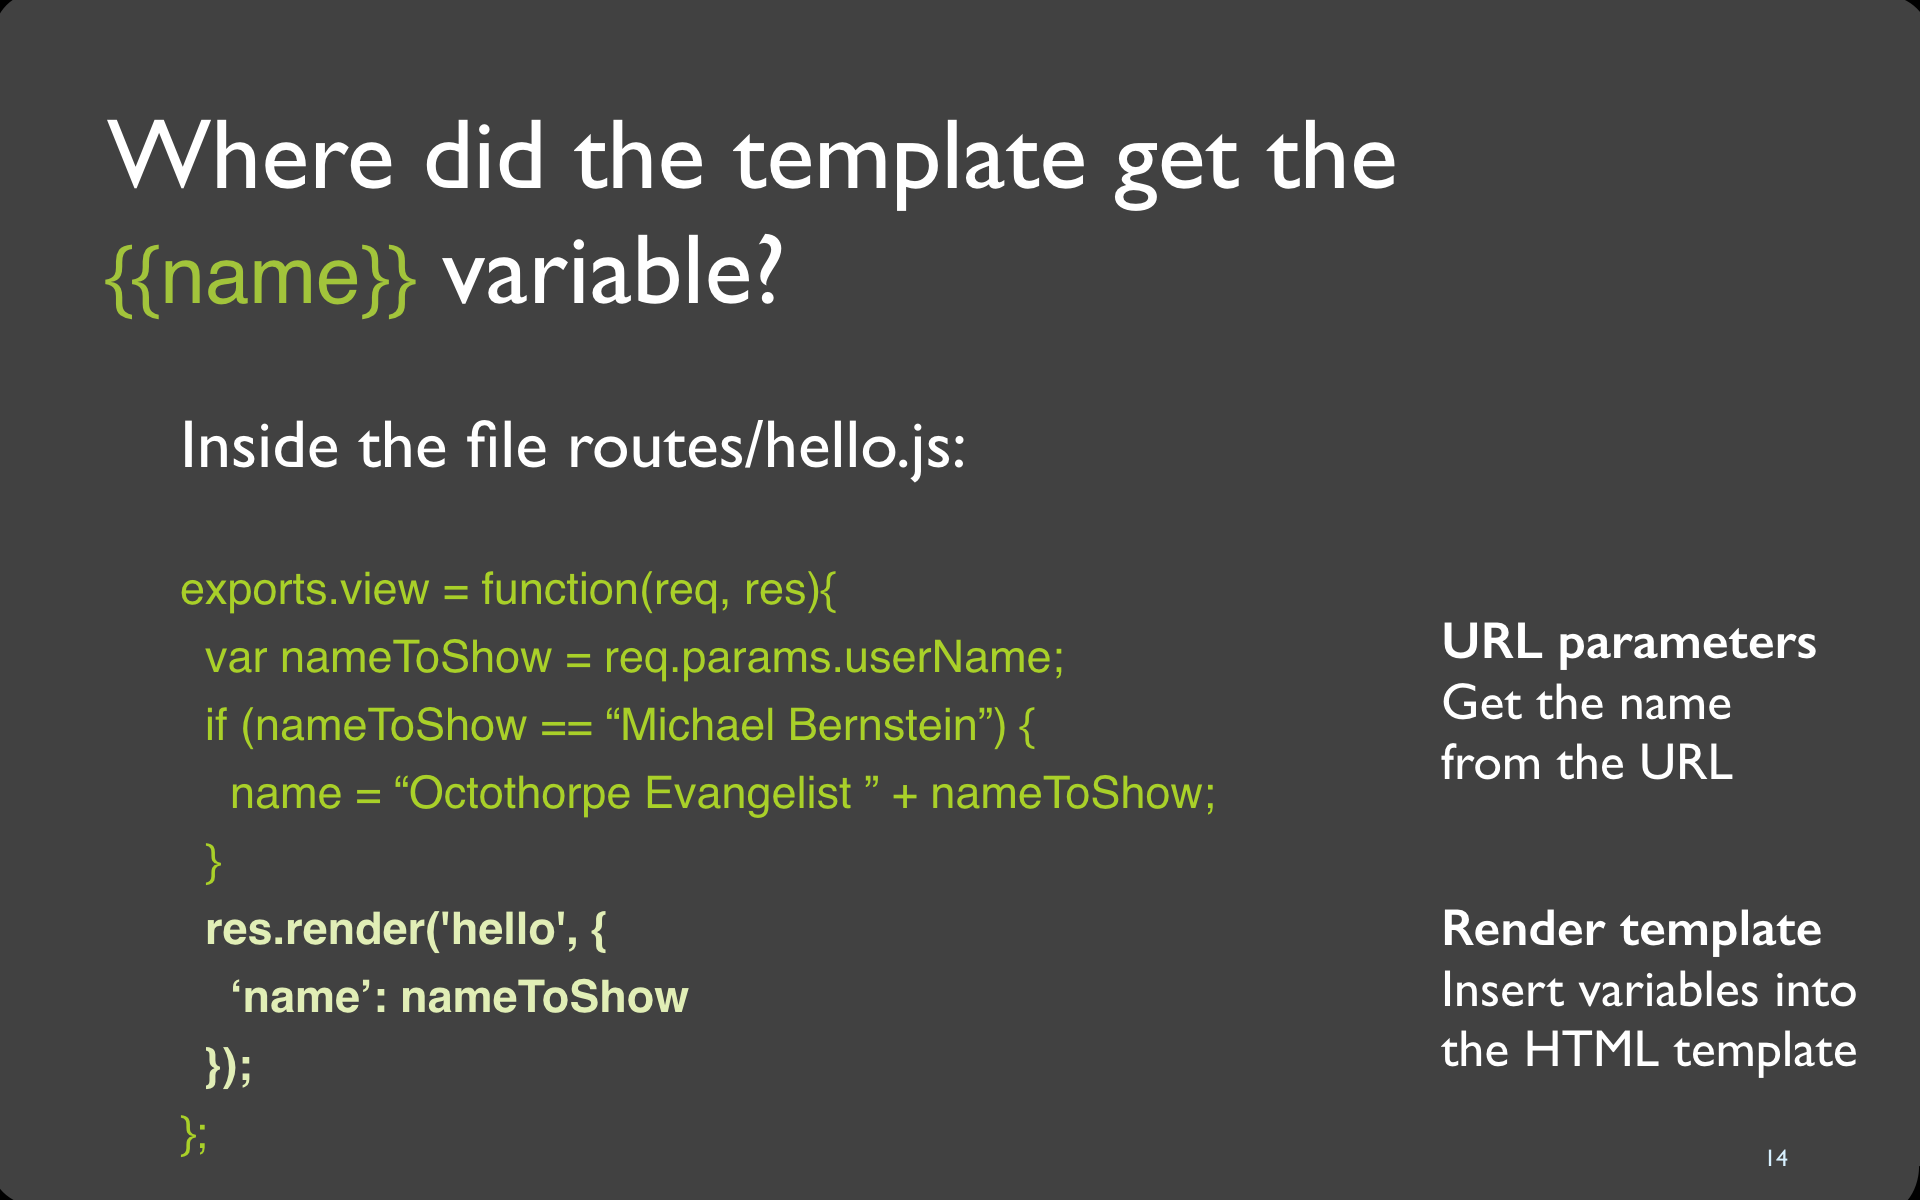 Where did the template get the
{{name}} variable?
Inside the file routes/hello.js:
exports.view = function(req, res){
var nameToShow = req.params.userName;
if (nameToShow == “Michael Bernstein”) {
name = “Octothorpe Evangelist ” + nameToShow;
}
res.render('hello', {
‘name’: nameToShow
});
};
URL parameters
Get the name
from the URL
Render template
Insert variables into
the HTML template
14